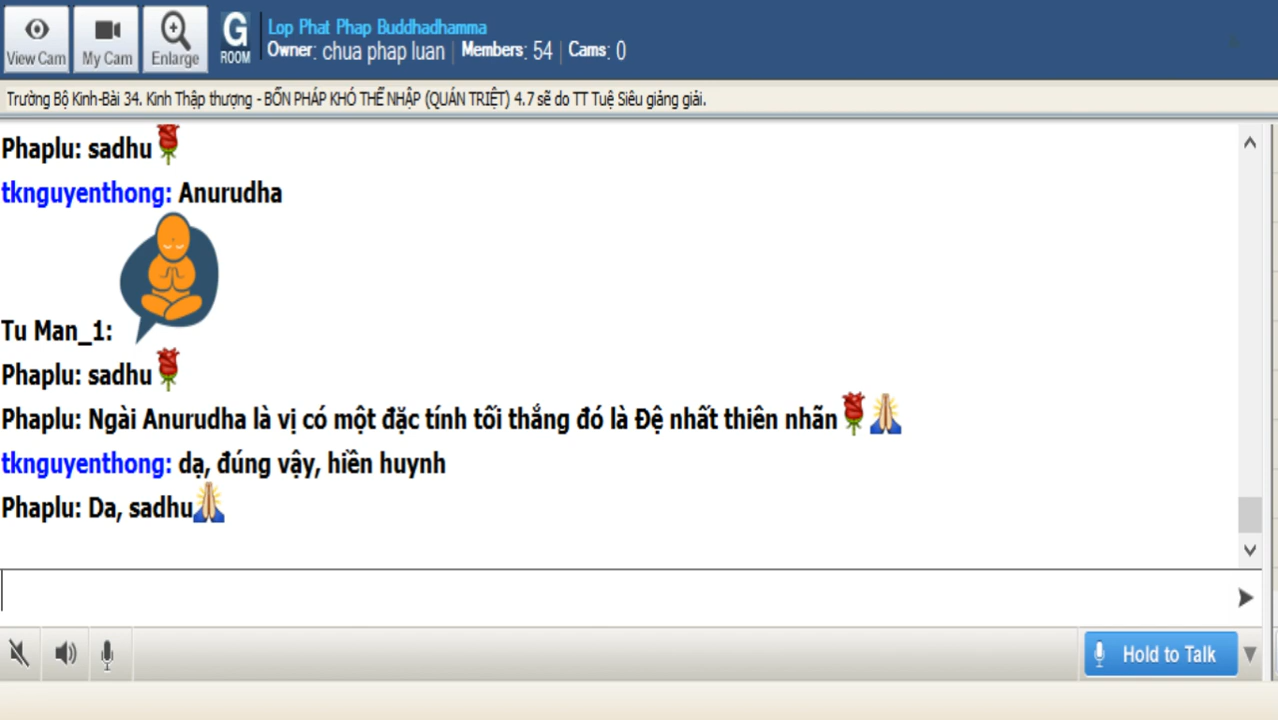 Lop Phat Phap Buddhadhamma
View Cam
My Cam
Enlarge
G
ROOM
Owner: chua phap luan | Members: 54 | Cams: 0
Trường Bộ Kinh-Bài 34. Kinh Thập thượng - BỐN PHÁP KHÓ THỂ NHẬP (QUÁN TRIỆT) 4.7 sẽ do TT Tuệ Siêu giảng giải.
Phaplu: sadhu
tknguyenthong: Anurudha
Tu Man_1:
Phaplu: sadhu
Phaplu: Ngài Anurudha là vị có một đặc tính tối thắng đó là Đệ nhất thiên nhãn
tknguyenthong: dạ, đúng vậy, hiền huynh
Phaplu: Da, sadhu
Hold to Talk